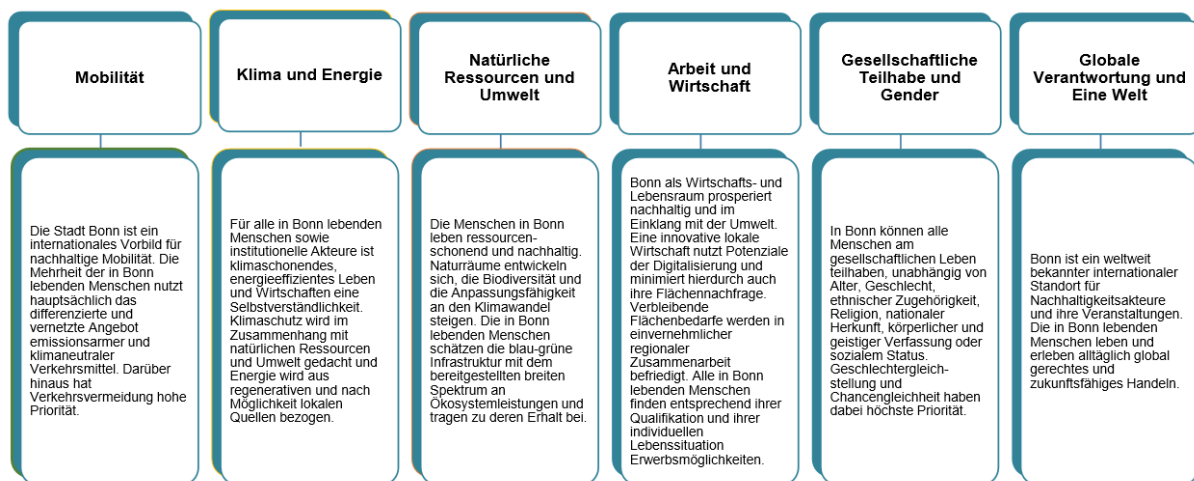 Mobilität
Klima und Energie
Natürliche
Ressourcen und
Umwelt
Arbeit und
Wirtschaft
Gesellschaftliche
Teilhabe und
Gender
Globale
Verantwortung und
Eine Welt
Die Stadt Bonn ist ein
internationales Vorbild für
nachhaltige Mobilität. Die
Mehrheit der in Bonn
lebenden Menschen nutzt
hauptsächlich das
differenzierte und
vernetzte Angebot
emissionsarmer und
klimaneutraler
Verkehrsmittel. Darüber
hinaus hat
Verkehrsvermeidung hohe
Priorität.
Für alle in Bonn lebenden
Menschen sowie
institutionelle Akteure ist
klimaschonendes,
energieeffizientes Leben
und Wirtschaften eine
Selbstverständlichkeit.
Klimaschutz wird im
Zusammenhang mit
natürlichen Ressourcen
und Umwelt gedacht und
Energie wird aus
regenerativen und nach
Möglichkeit lokalen
Quellen bezogen.
Die Menschen in Bonn
leben ressourcen-
schonend und nachhaltig.
Naturräume entwickeln
sich, die Biodiversität und
die Anpassungsfähigkeit
an den Klimawandel
steigen. Die in Bonn
lebenden Menschen
schätzen die blau-grüne
Infrastruktur mit dem
bereitgestellten breiten
Spektrum an
Ökosystemleistungen und
tragen zu deren Erhalt bei.
Bonn als Wirtschafts- und
Lebensraum prosperiert
nachhaltig und im
Einklang mit der Umwelt.
Eine innovative lokale
Wirtschaft nutzt Potenziale
der Digitalisierung und
minimiert hierdurch auch
ihre Flächennachfrage.
Verbleibende
Flächenbedarfe werden in
einvernehmlicher
regionaler
Zusammenarbeit
befriedigt. Alle in Bonn
lebenden Menschen
finden entsprechend ihrer
Qualifikation und ihrer
individuellen
Lebenssituation
Erwerbsmöglichkeiten.
In Bonn können alle
Menschen am
gesellschaftlichen Leben
teilhaben, unabhängig von
Alter, Geschlecht,
ethnischer Zugehörigkeit,
Religion, nationaler
Herkunft, körperlicher und
geistiger Verfassung oder
sozialem Status.
Geschlechtergleich-
stellung und
Chancengleichheit haben
dabei höchste Priorität.
Bonn ist ein weltweit
bekannter internationaler
Standort für
Nachhaltigkeitsakteure
und ihre Veranstaltungen.
Die in Bonn lebenden
Menschen leben und
erleben alltäglich global
gerechtes und
zukunftsfähiges Handeln.